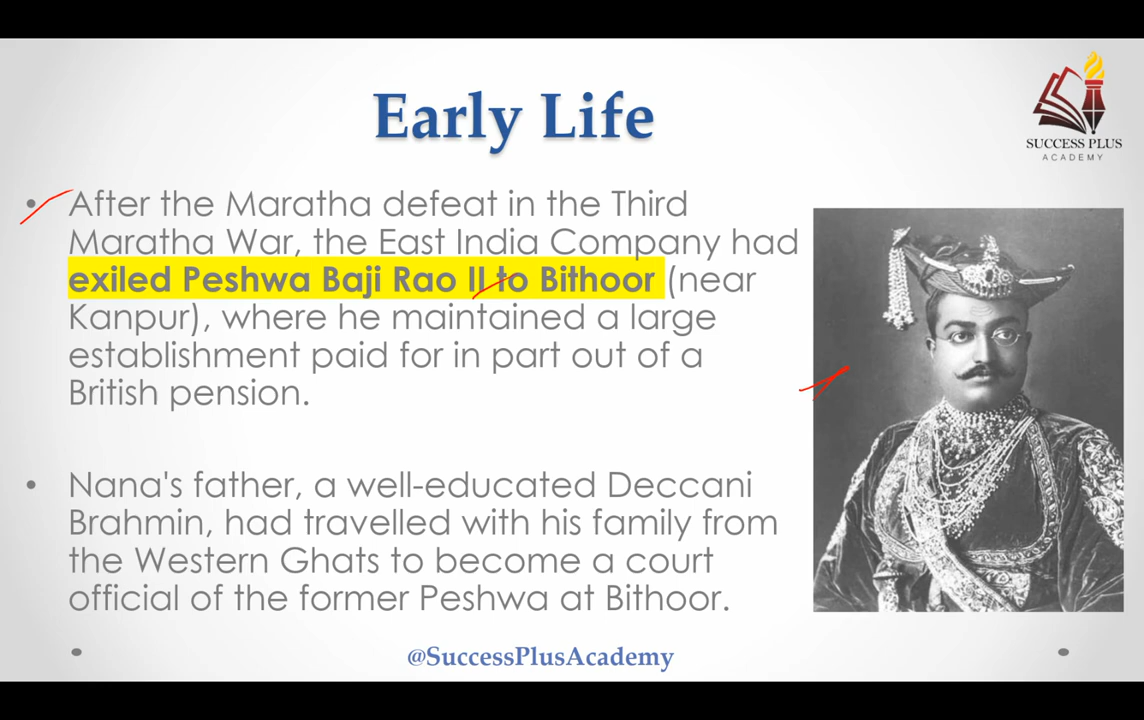 Early Life
SUCCESS PLUS
ACADEMY
• After the Maratha defeat in the Third
Maratha War, the East India Company had
exiled Peshwa Baji Rao II to Bithoor (near
Kanpur), where he maintained a large
establishment paid for in part out of a
British pension.
• Nana's father, a well-educated Deccani
Brahmin, had travelled with his family from
the Western Ghats to become a court
official of the former Peshwa at Bithoor.
@SuccessPlusAcademy